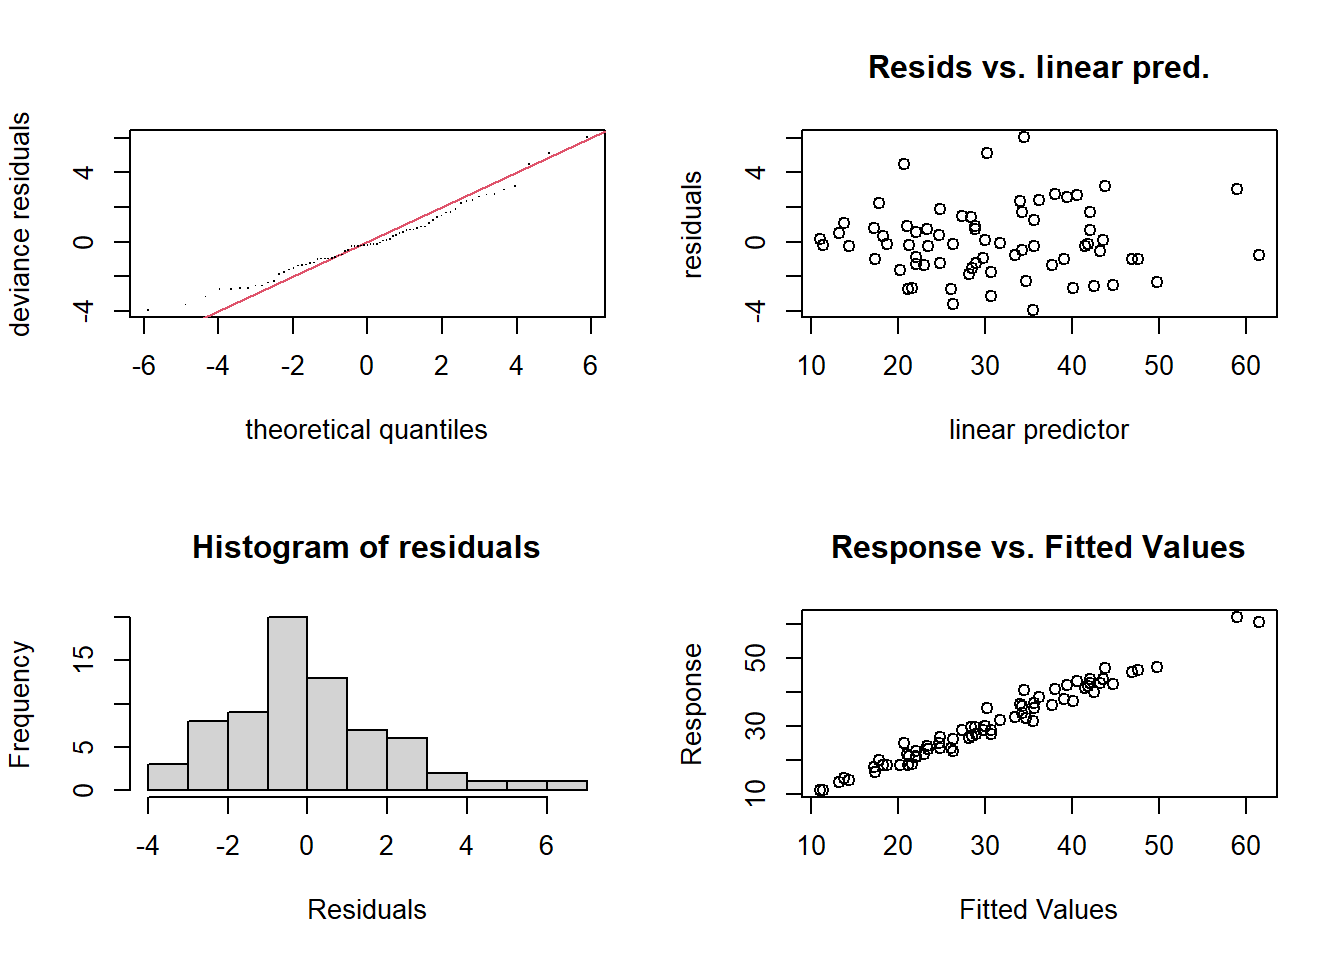 deviance residuals
4
0
-4
-6 -4 -2 0 2 4 6
theoretical quantiles
Resids vs. linear pred.
residuals
4
0
-4
10 20 30 40 50 60
linear predictor
Histogram of residuals
Frequency
15
5
0
-4 -2 0 2 4 6
Residuals
Response vs. Fitted Values
Response
50
30
10
10 20 30 40 50 60
Fitted Values